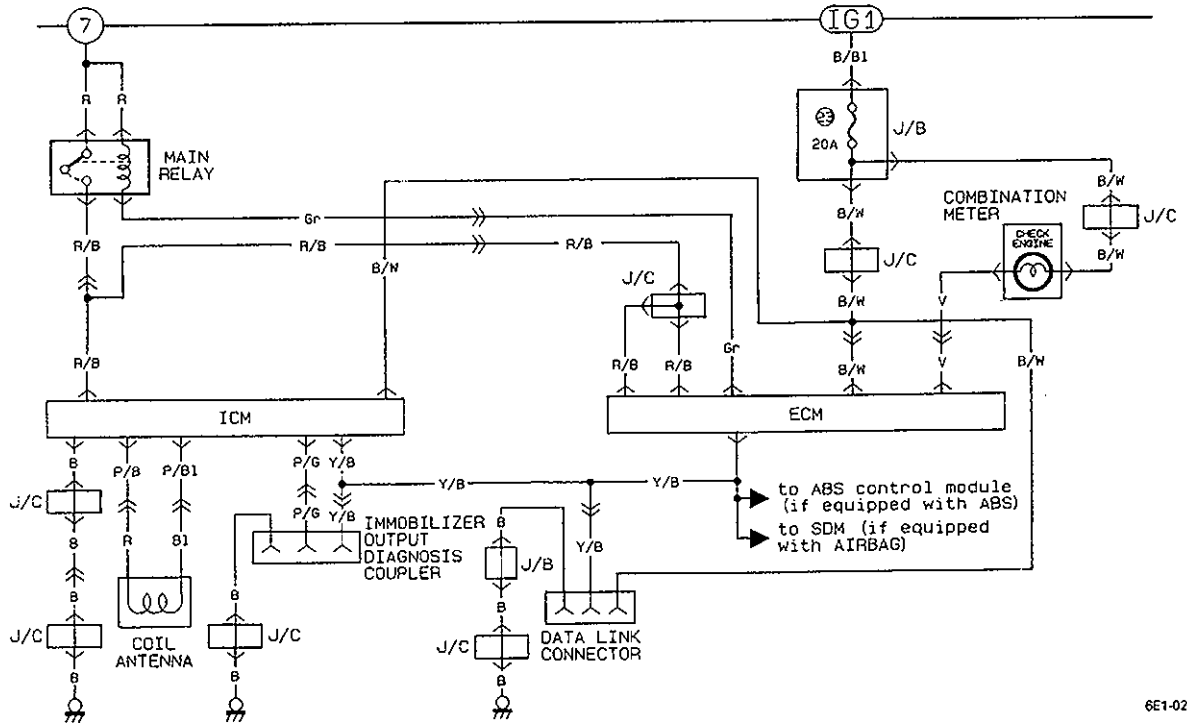 7
IG1
B/Bl
J/B
20A
R
R
MAIN
RELAY
B/W
B/W
COMBINATION
METER
J/C
CHECK
ENGINE
Gr
R/B
R/B
R/B
B/W
J/C
B/W
J/C
B/W
V
R/B
R/B
R/B
Gr
B/W
V
B/W
ICM
ECM
B
P/B
P/Bl
P/G
Y/B
Y/B
Y/B
to ABS control module
(if equipped with ABS)
to SDM (if equipped
with AIRBAG)
J/C
P/G
Y/B
IMMOBILIZER
OUTPUT
DIAGNOSIS
COUPLER
B
R
Bl
B
Y/B
J/B
B
B
B
J/C
J/C
J/C
COIL
ANTENNA
DATA LINK
CONNECTOR
B
B
B
6E1-02